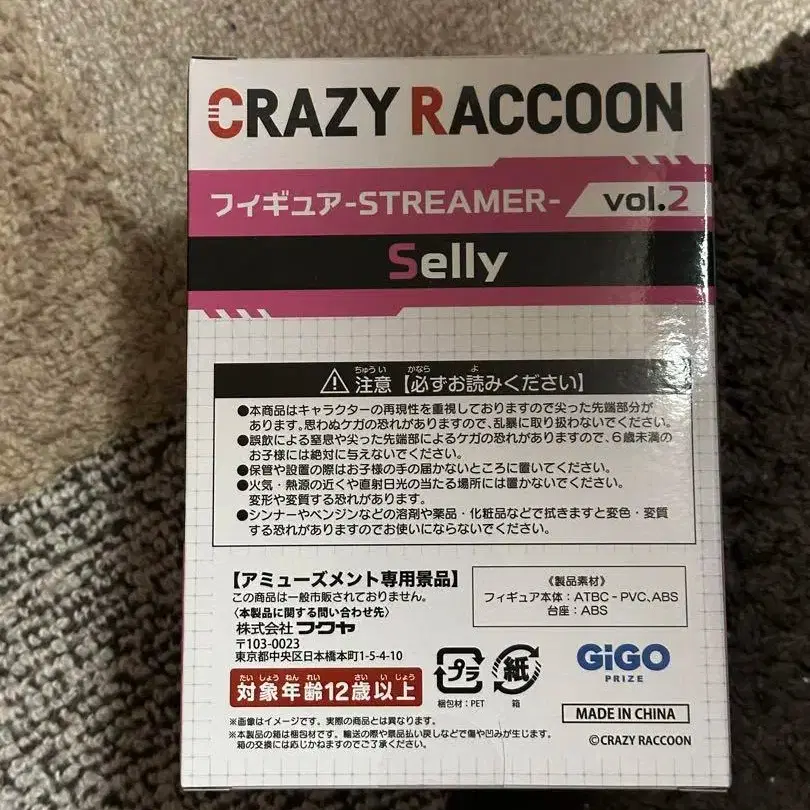 CRAZY RACCOON
フィギュア-STREAMER- vol.2
Selly
ちゅうい かなら よ
⚠注意【必ずお読みください】
●本商品はキャラクターの再現性を重視しておりますので尖った先端部分が
あります。思わぬケガの恐れがありますので、乱暴に取り扱わないでください。
●誤飲による窒息や尖った先端部によるケガの恐れがありますので、6歳未満の
お子様には絶対に与えないでください。
●保管や設置の際はお子様の手の届かないところに置いてください。
●火気・熱源の近くや直射日光の当たる場所には置かないでください。
変形や変質する恐れがあります。
●シンナーやベンジンなどの溶剤や薬品・化粧品などで拭きますと変色・変質
する恐れがありますのでお使いにならないでください。
【アミューズメント専用景品】
この商品は一般市販されておりません。
〈本製品に関する問い合わせ先〉
株式会社フクヤ
〒103-0023
東京都中央区日本橋本町1-5-4-10
《製品素材》
フィギュア本体：ATBC-PVC、ABS
台座：ABS
たいしょうねんれい さい いじょう
対象年齢12歳以上
プラ
梱包材：PET
紙
箱
GiGO
PRIZE
MADE IN CHINA
©CRAZY RACCOON
※画像はイメージです。実際の商品とは異なります。
※本製品の箱は梱包材です。輸送の際や景品払い戻しなどで傷や凹みが生じます。
箱の交換には応じかねますのでご了承ください。